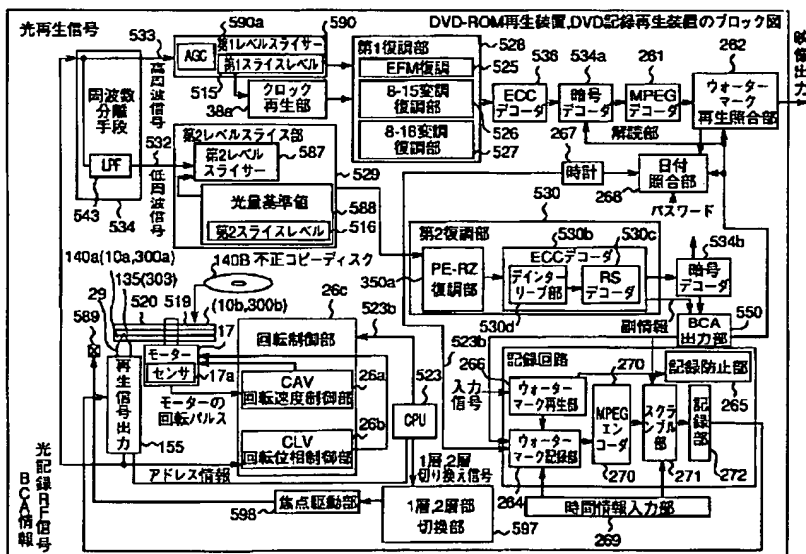 DVD-ROM再生装置,DVD記録再生装置のブロック図
光再生信号
533
高周波信号
590a
590
AGC
第1レベルスライサー
第1スライスレベル
515
38a
クロック
再生部
周波数
分離
手段
LPF
543
534
532
低周波信号
第2レベルスライス部
第2レベル
スライサー
587
529
光量基準値
588
第2スライスレベル
516
第1復調部
528
EFM復調
525
8-15変調
復調部
526
8-16変調
復調部
527
536
ECC
デコーダ
534a
暗号
デコーダ
261
MPEG
デコーダ
262
ウォーター
マーク
再生照合部
映像出力
解読部
267
時計
日付
照合部
268
パスワード
530
第2復調部
530b
530c
ECCデコーダ
PE-RZ
復調部
350a
デインター
リーブ部
RS
デコーダ
530d
534b
暗号
デコーダ
副情報
BCA
出力部
550
140a(10a,300a)
135(303)
140B 不正コピーディスク
520
519
(10b,300b)
29
589
17
モーター
センサ
17a
モーターの
回転パルス
再生信号出力
155
アドレス情報
26c
回転制御部
523b
CAV
回転速度制御部
26a
CLV
回転位相制御部
26b
523
CPU
523b
1層,2層
切り換え信号
1層,2層部
切換部
597
焦点駆動部
598
266
入力
信号
記録回路
270
ウォーター
マーク再生部
記録防止部
265
ウォーター
マーク記録部
264
MPEG
エンコーダ
270
スクランブル部
271
記録部
272
時間情報入力部
269
光記録RF信号
BCA情報